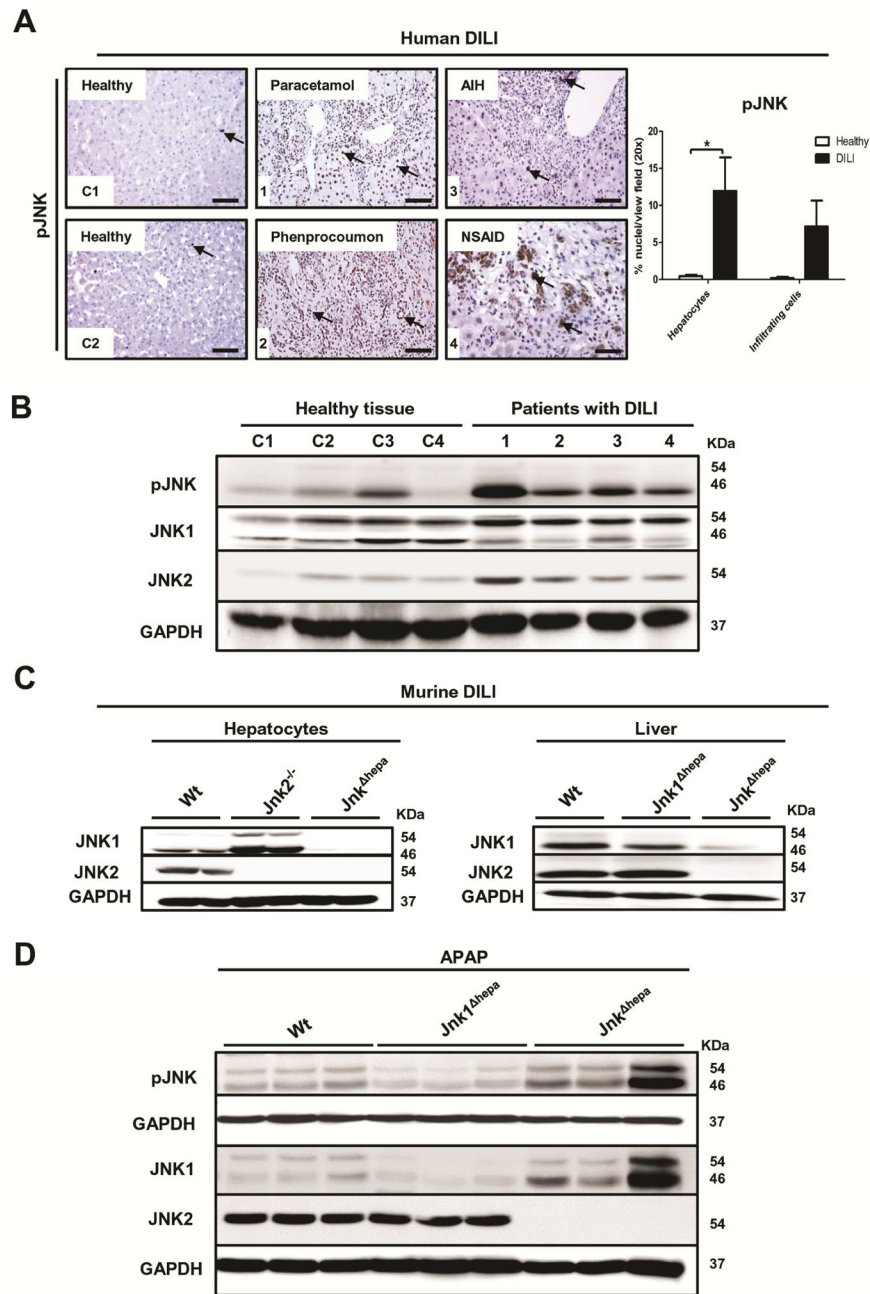 A
Human DILI
pJNK
Healthy
C1
Paracetamol
1
AIH
3
Healthy
C2
Phenprocoumon
2
NSAID
4
pJNK
Healthy
DILI
% nuclei/view field (20x)
20
15
10
5
0
*
Hepatocytes
Infiltrating cells
B
Healthy tissue Patients with DILI
C1 C2 C3 C4 1 2 3 4 KDa
pJNK 54
46
JNK1 54
46
JNK2 54
GAPDH 37
C
Murine DILI
Hepatocytes
Wt Jnk2-/- JnkΔhepa
KDa
JNK1 54
46
JNK2 54
GAPDH 37
Liver
Wt Jnk1Δhepa JnkΔhepa
KDa
JNK1 54
46
JNK2 54
GAPDH 37
D
APAP
Wt Jnk1Δhepa JnkΔhepa
KDa
pJNK 54
46
GAPDH 37
JNK1 54
46
JNK2 54
GAPDH 37